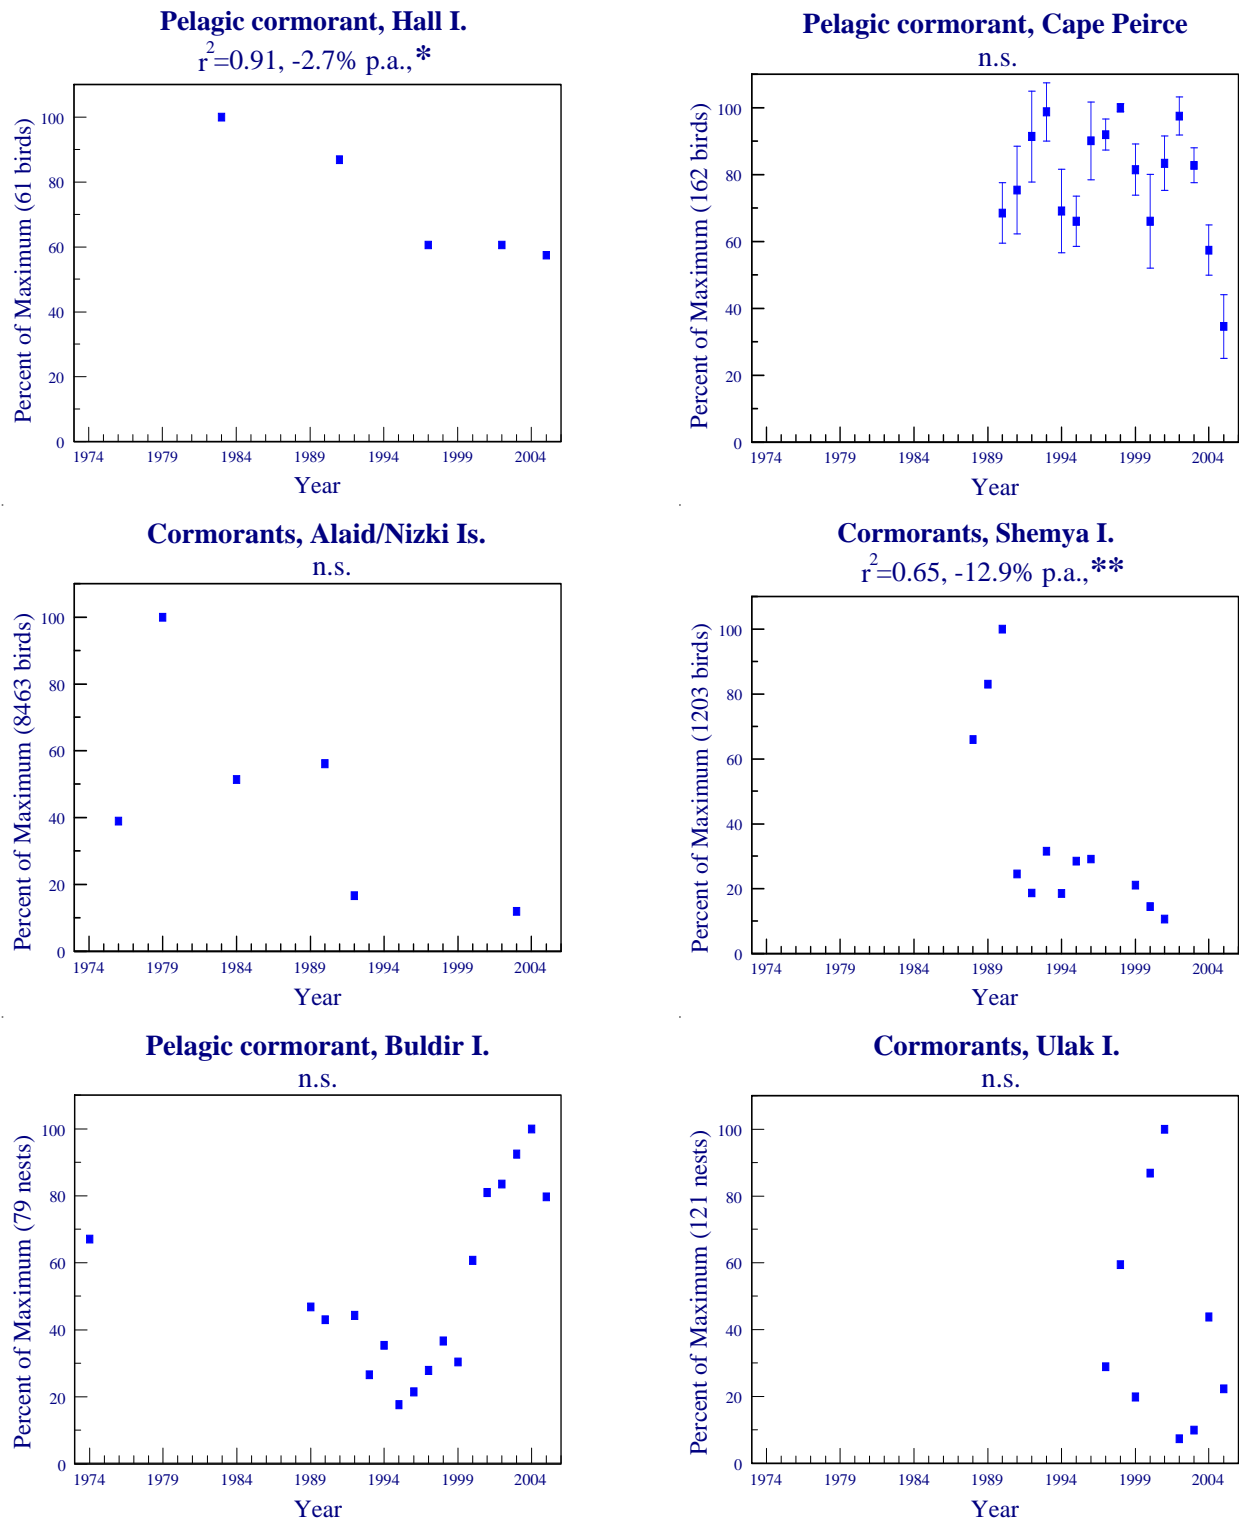 Pelagic cormorant, Hall I.
r²=0.91, -2.7% p.a.,*
Percent of Maximum (61 birds)
100
80
60
40
20
0
1974 1979 1984 1989 1994 1999 2004
Year
Pelagic cormorant, Cape Peirce
n.s.
Percent of Maximum (162 birds)
100
80
60
40
20
0
1974 1979 1984 1989 1994 1999 2004
Year
Cormorants, Alaid/Nizki Is.
n.s.
Percent of Maximum (8463 birds)
100
80
60
40
20
0
1974 1979 1984 1989 1994 1999 2004
Year
Cormorants, Shemya I.
r²=0.65, -12.9% p.a.,**
Percent of Maximum (1203 birds)
100
80
60
40
20
0
1974 1979 1984 1989 1994 1999 2004
Year
Pelagic cormorant, Buldir I.
n.s.
Percent of Maximum (79 nests)
100
80
60
40
20
0
1974 1979 1984 1989 1994 1999 2004
Year
Cormorants, Ulak I.
n.s.
Percent of Maximum (121 nests)
100
80
60
40
20
0
1974 1979 1984 1989 1994 1999 2004
Year